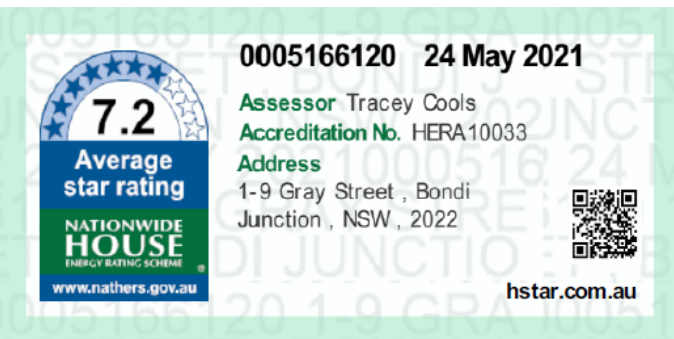 0005166120 24 May 2021
7.2
Average
star rating
NATIONWIDE
HOUSE
ENERGY RATING SCHEME
www.nathers.gov.au
Assessor Tracey Cools
Accreditation No. HERA10033
Address
1-9 Gray Street , Bondi
Junction , NSW , 2022
hstar.com.au